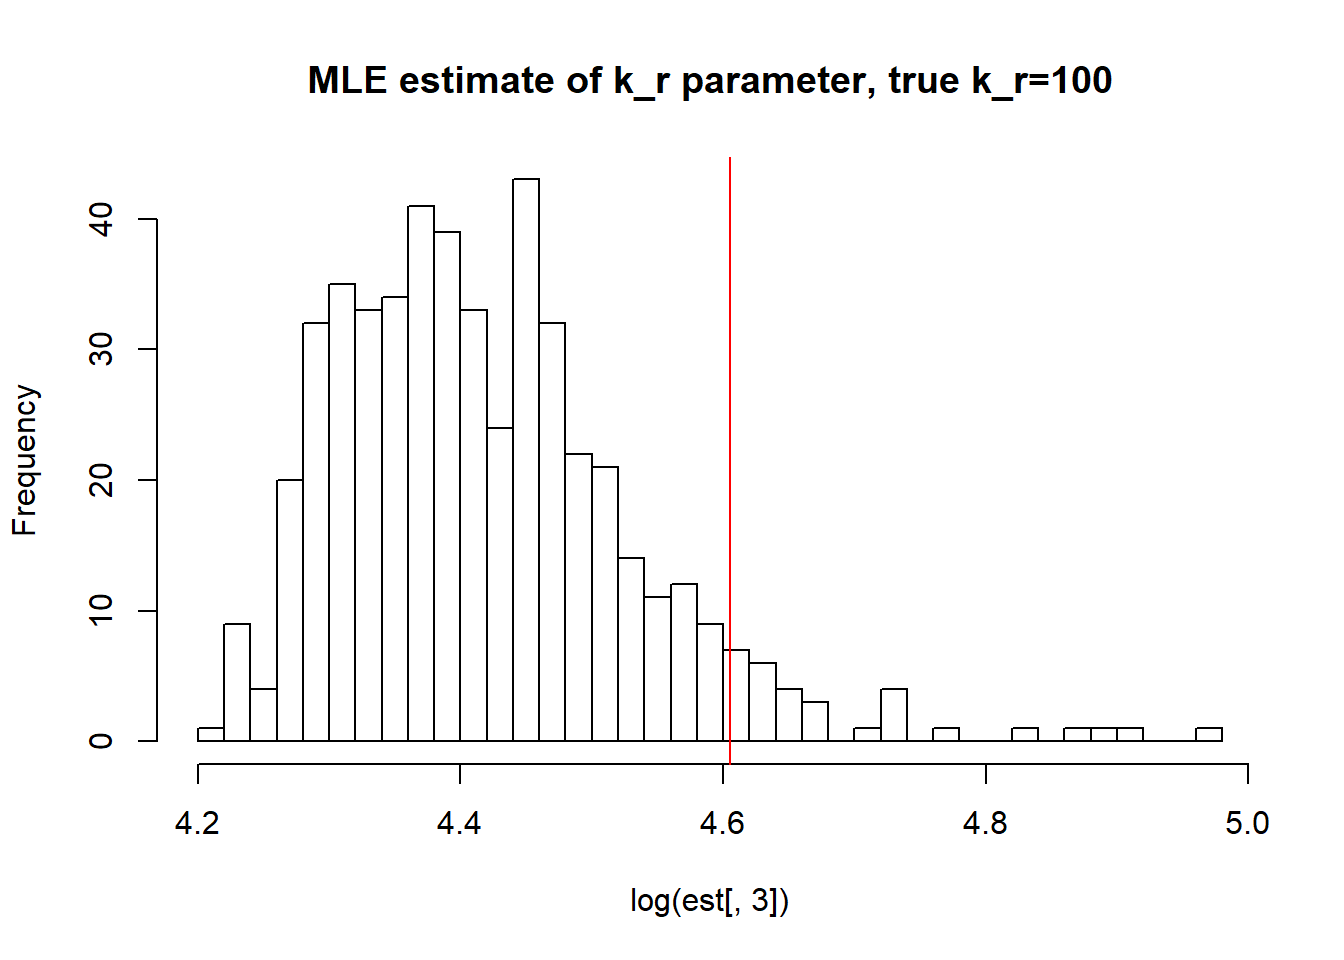 MLE estimate of k_r parameter, true k_r=100
Frequency
40
30
20
10
0
4.2 4.4 4.6 4.8 5.0
log(est[, 3])